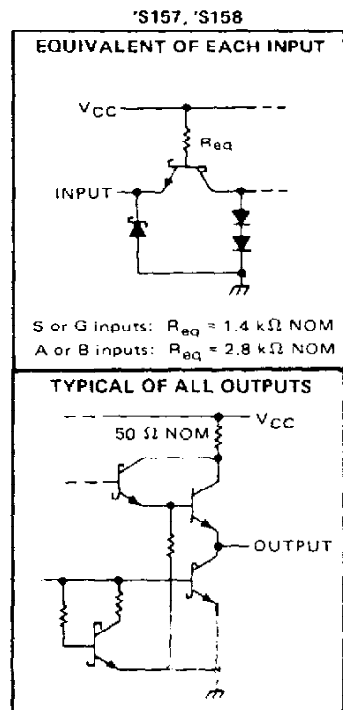 'S157, 'S158
EQUIVALENT OF EACH INPUT
VCC
Req
INPUT
S or G inputs: Req = 1.4 kΩ NOM
A or B inputs: Req = 2.8 kΩ NOM
TYPICAL OF ALL OUTPUTS
VCC
50 Ω NOM
OUTPUT